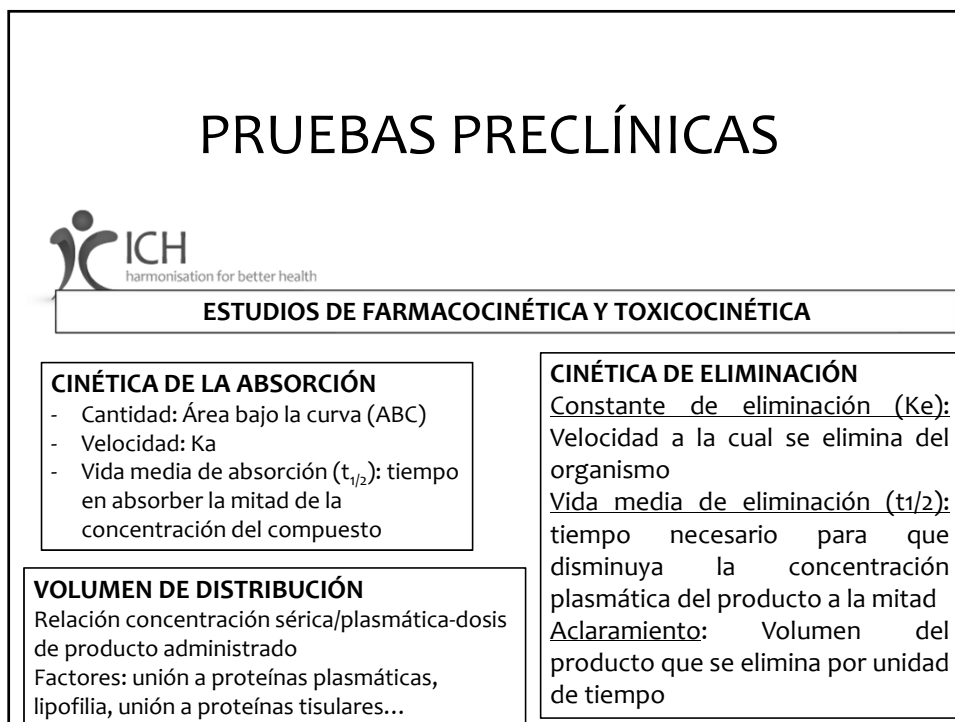 PRUEBAS PRECLÍNICAS
ICH
harmonisation for better health
ESTUDIOS DE FARMACOCINÉTICA Y TOXICOCINÉTICA
CINÉTICA DE LA ABSORCIÓN
- Cantidad: Área bajo la curva (ABC)
- Velocidad: Ka
- Vida media de absorción (t1/2): tiempo
en absorber la mitad de la
concentración del compuesto
VOLUMEN DE DISTRIBUCIÓN
Relación concentración sérica/plasmática-dosis
de producto administrado
Factores: unión a proteínas plasmáticas,
lipofilia, unión a proteínas tisulares…
CINÉTICA DE ELIMINACIÓN
Constante de eliminación (Ke):
Velocidad a la cual se elimina del
organismo
Vida media de eliminación (t1/2):
tiempo necesario para que
disminuya la concentración
plasmática del producto a la mitad
Aclaramiento: Volumen del
producto que se elimina por unidad
de tiempo